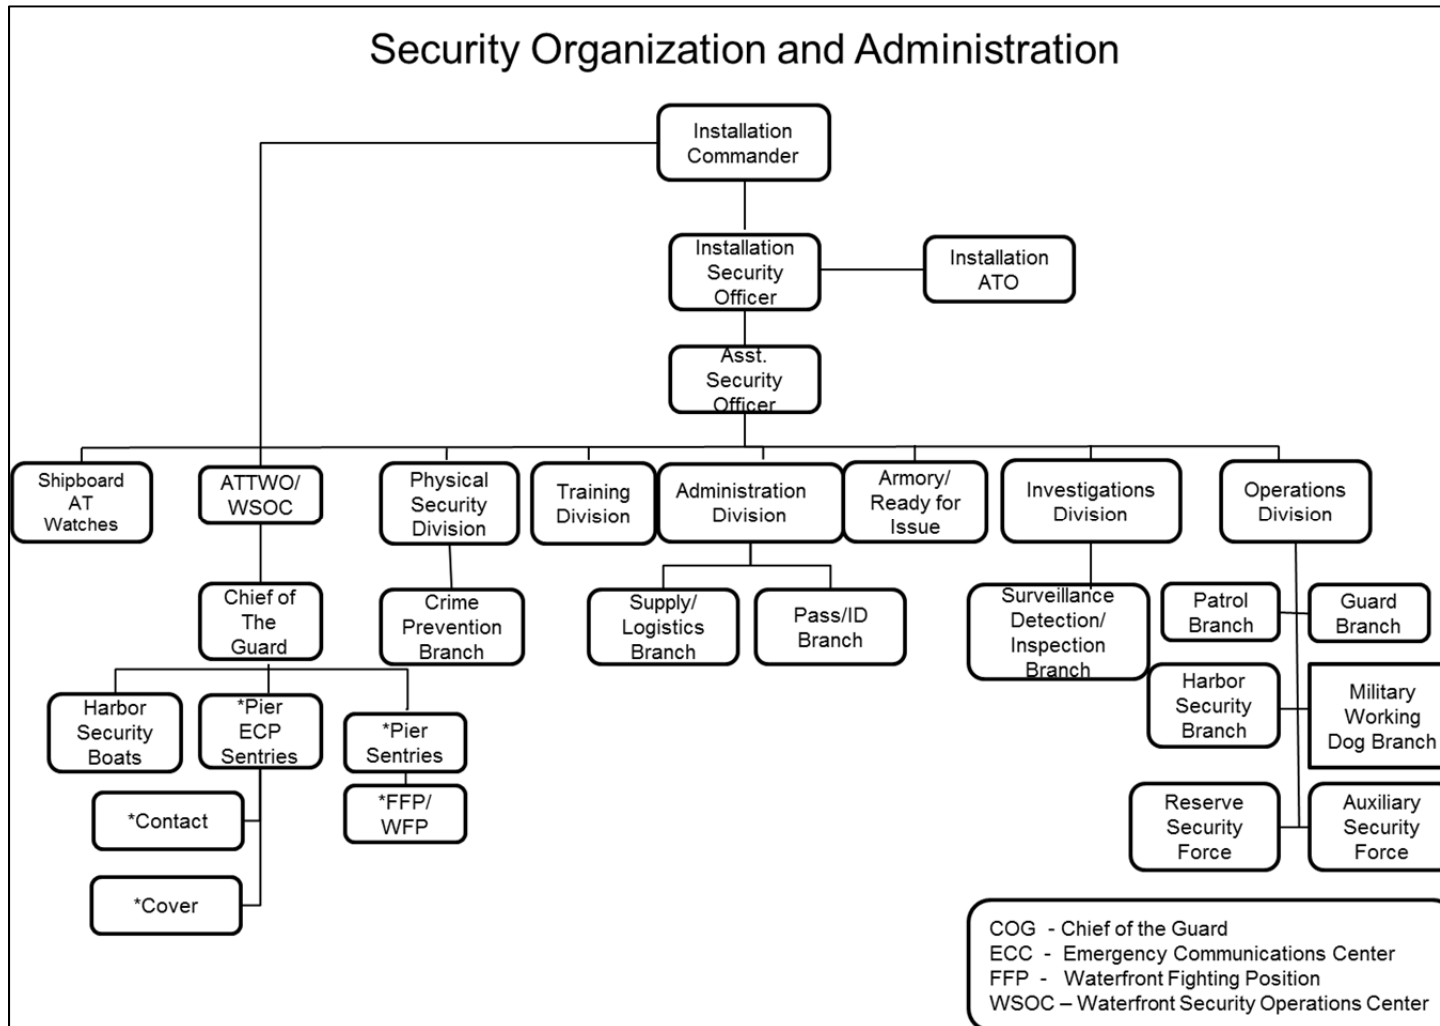 Security Organization and Administration
Installation
Commander
Installation
Security
Officer
Installation
ATO
Asst.
Security
Officer
Shipboard
AT
Watches
ATTWO/
WSOC
Physical
Security
Division
Training
Division
Administration
Division
Armory/
Ready for
Issue
Investigations
Division
Operations
Division
Chief of
The
Guard
Crime
Prevention
Branch
Supply/
Logistics
Branch
Pass/ID
Branch
Surveillance
Detection/
Inspection
Branch
Patrol
Branch
Guard
Branch
Harbor
Security
Boats
*Pier
ECP
Sentries
*Pier
Sentries
Harbor
Security
Branch
Military
Working
Dog Branch
*Contact
*FFP/
WFP
Reserve
Security
Force
Auxiliary
Security
Force
*Cover
COG - Chief of the Guard
ECC - Emergency Communications Center
FFP - Waterfront Fighting Position
WSOC – Waterfront Security Operations Center